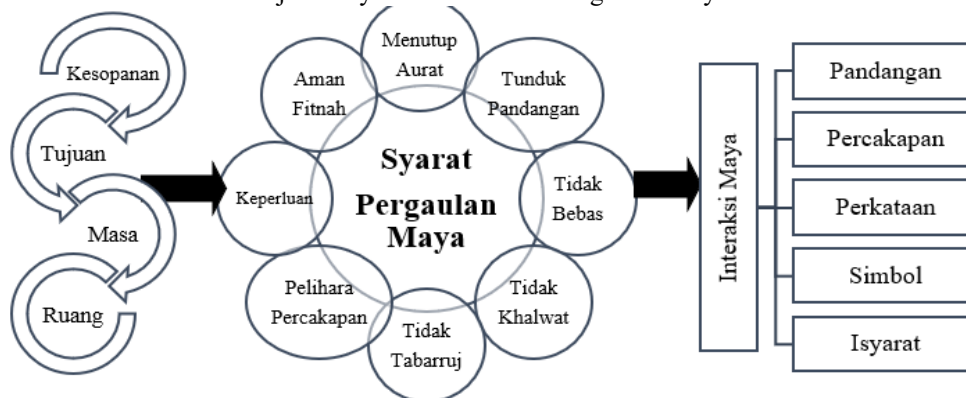 Kesopanan
Tujuan
Masa
Ruang
Menutup
Aurat
Tunduk
Pandangan
Tidak
Bebas
Tidak
Khalwat
Tidak
Tabarruj
Pelihara
Percakapan
Keperluan
Aman
Fitnah
Syarat
Pergaulan
Maya
Interaksi Maya
Pandangan
Percakapan
Perkataan
Simbol
Isyarat